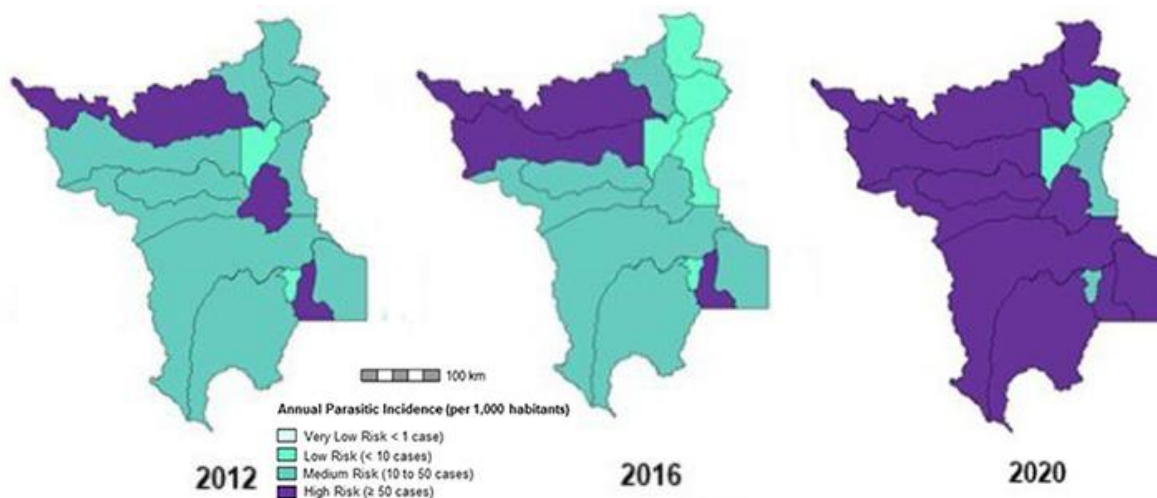 100 km
Annual Parasitic Incidence (per 1,000 habitants)
Very Low Risk < 1 case)
Low Risk (< 10 cases)
Medium Risk (10 to 50 cases)
High Risk (≥ 50 cases)
2012
2016
2020